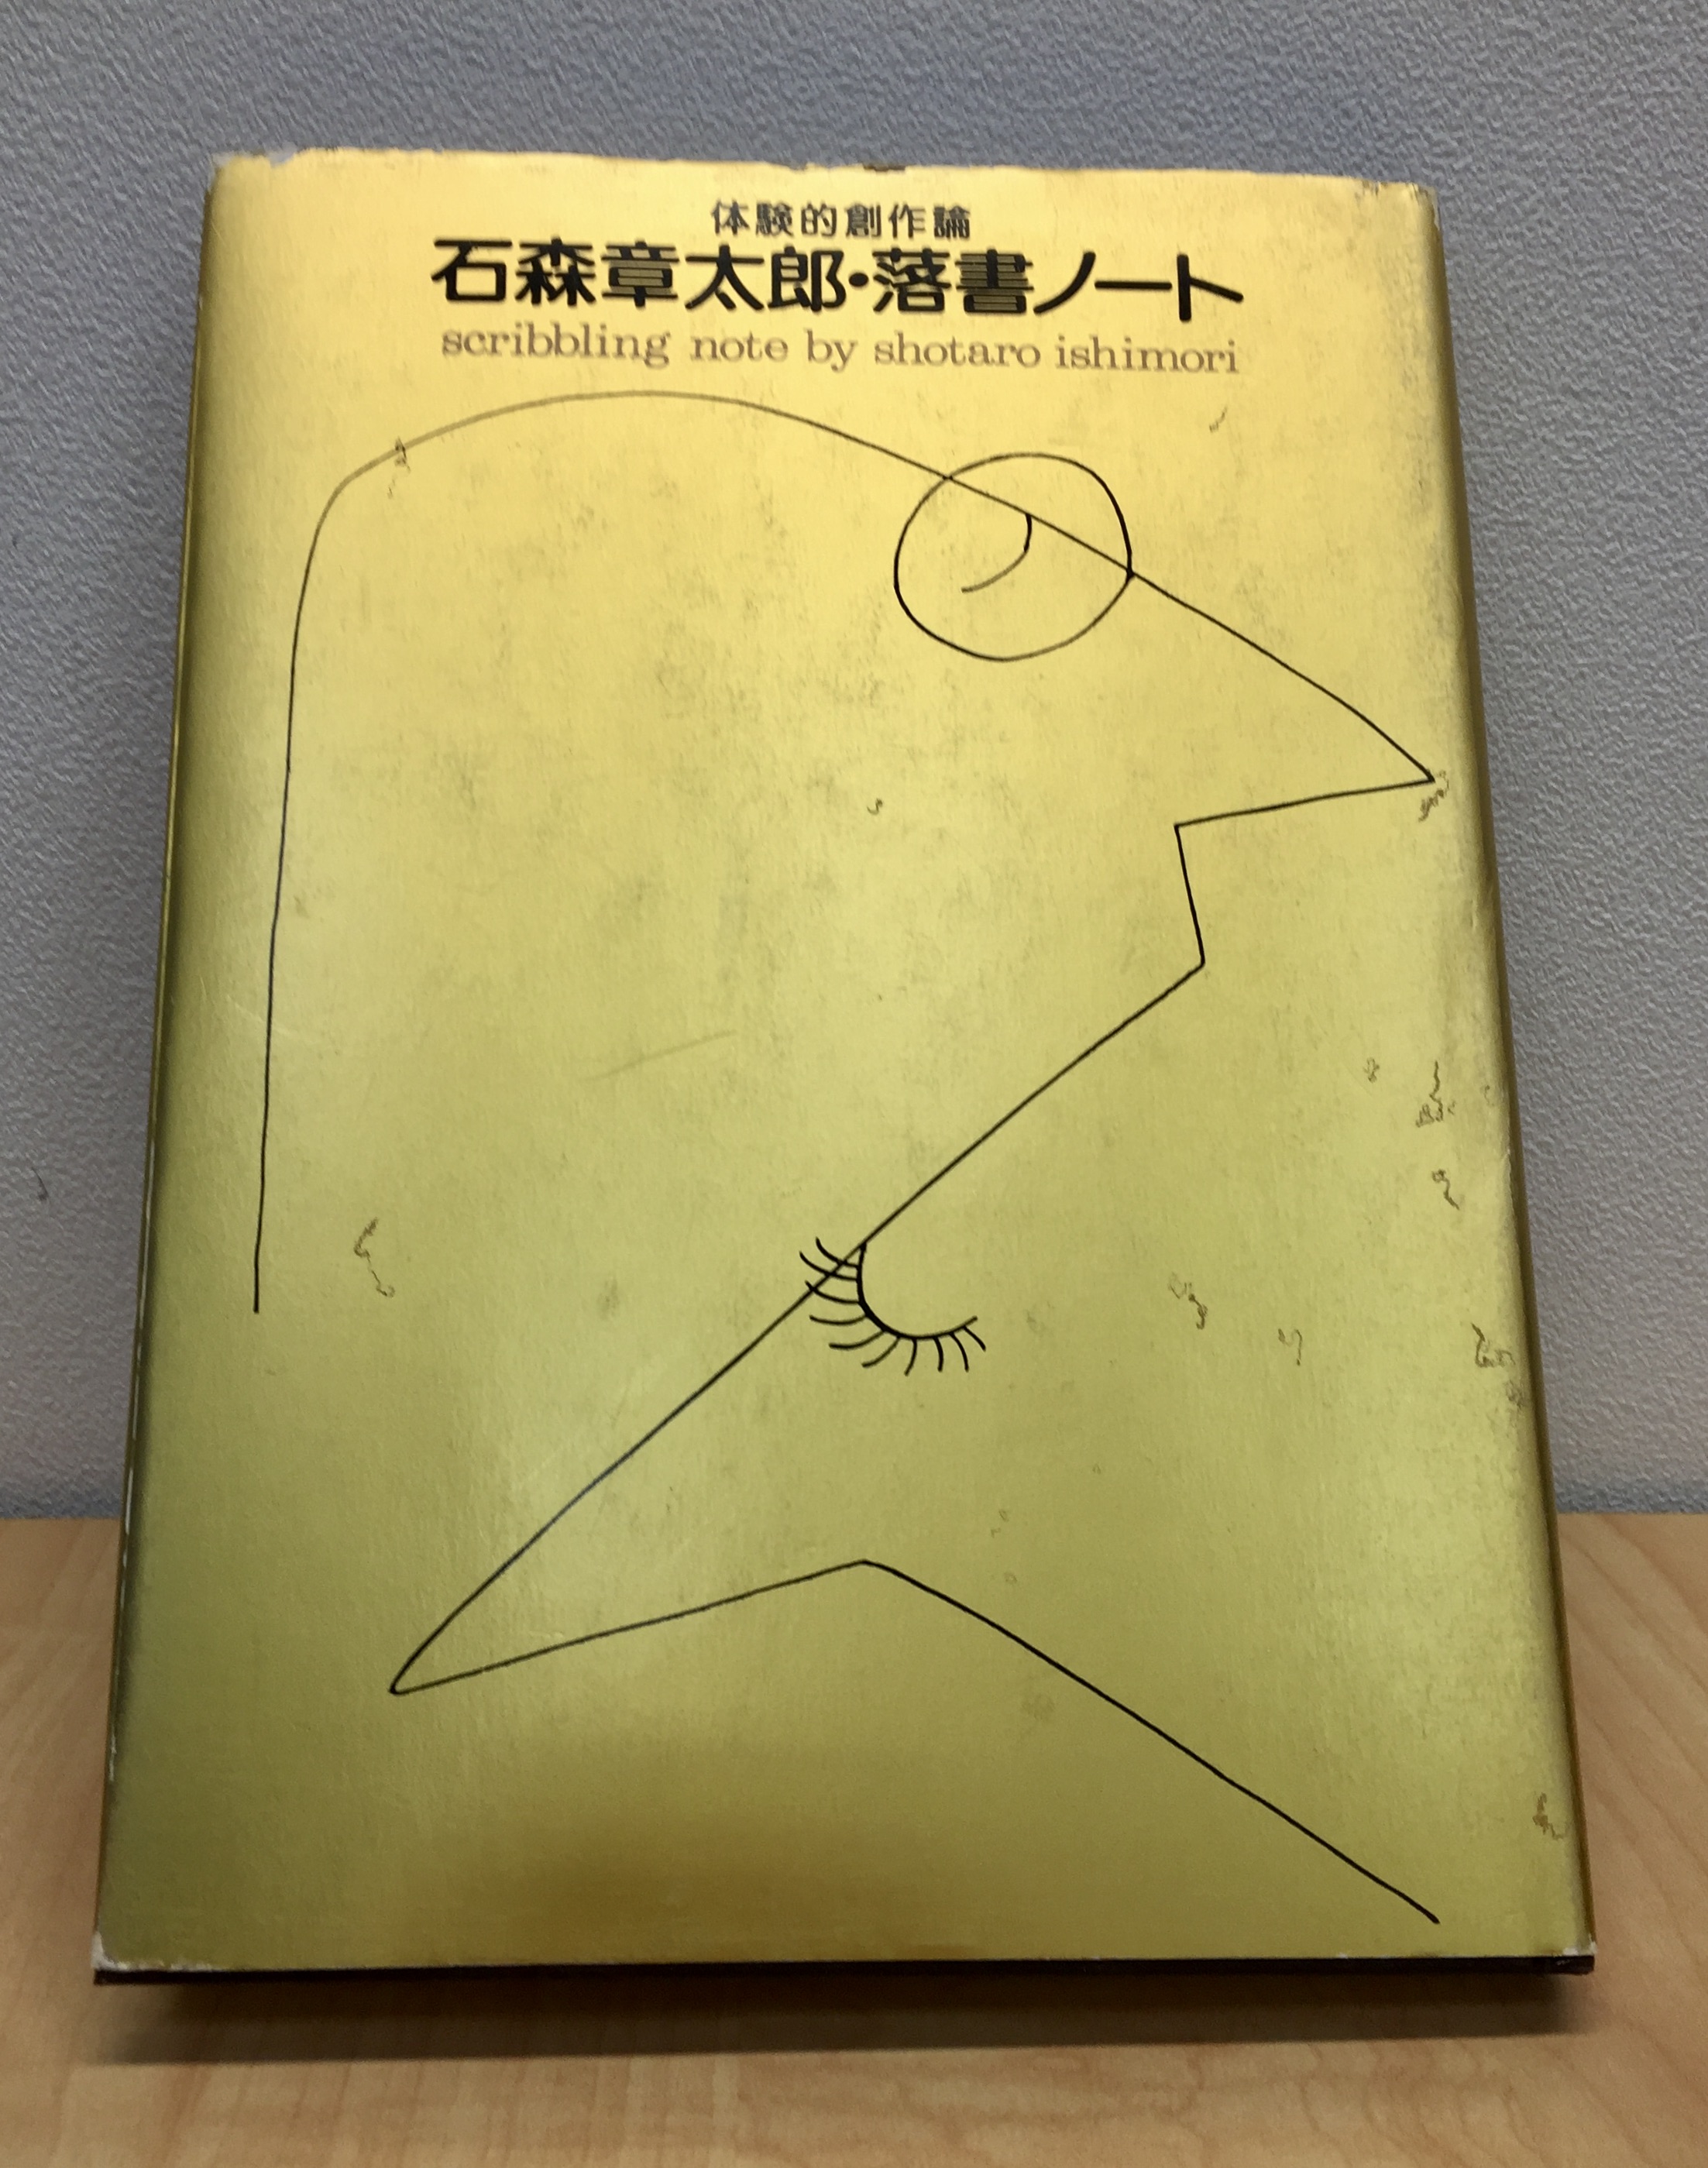 体験的創作論
石森章太郎・落書ノート
scribbling note by shotaro ishimori